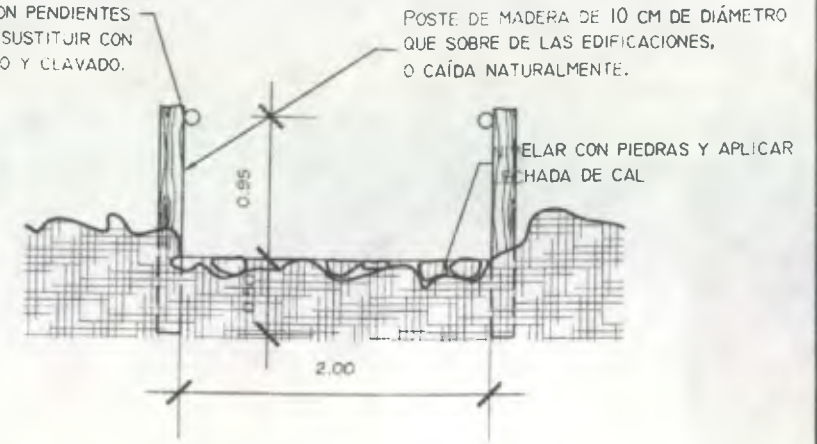 ON PENDIENTES
SUSTITUIR CON
O Y CLAVADO.
POSTE DE MADERA DE 10 CM DE DIÁMETRO
QUE SOBRE DE LAS EDIFICACIONES,
O CAÍDA NATURALMENTE.
ELAR CON PIEDRAS Y APLICAR
CHADA DE CAL
0.95
2.00